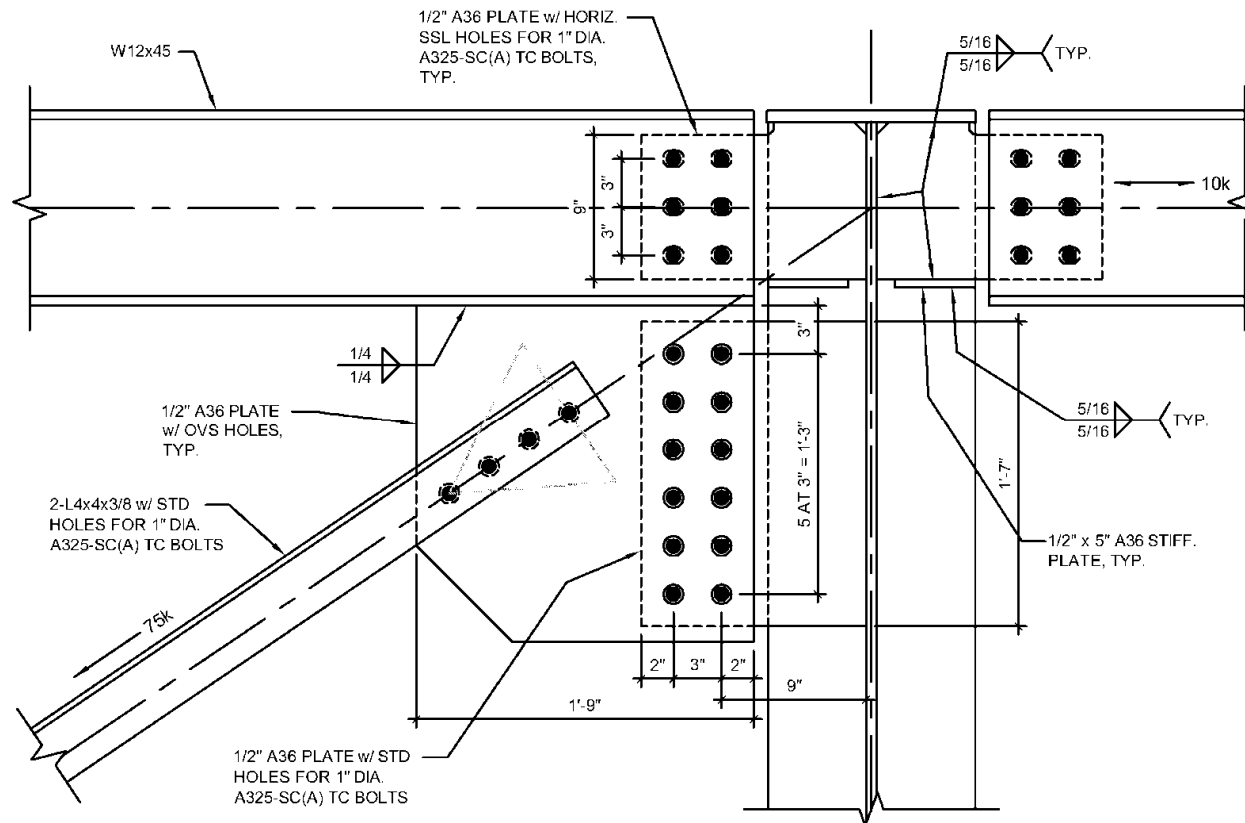 1/2" A36 PLATE w/ HORIZ.
SSL HOLES FOR 1" DIA.
A325-SC(A) TC BOLTS,
TYP.
W12x45
5/16
5/16
TYP.
3"
9"
3"
10k
1/4
1/4
3"
1/2" A36 PLATE
w/ OVS HOLES,
TYP.
5/16
5/16
TYP.
5 AT 3" = 1'-3"
1'-7"
2-L4x4x3/8 w/ STD
HOLES FOR 1" DIA.
A325-SC(A) TC BOLTS
1/2" x 5" A36 STIFF.
PLATE, TYP.
75k
2"
3"
2"
9"
1'-9"
1/2" A36 PLATE w/ STD
HOLES FOR 1" DIA.
A325-SC(A) TC BOLTS